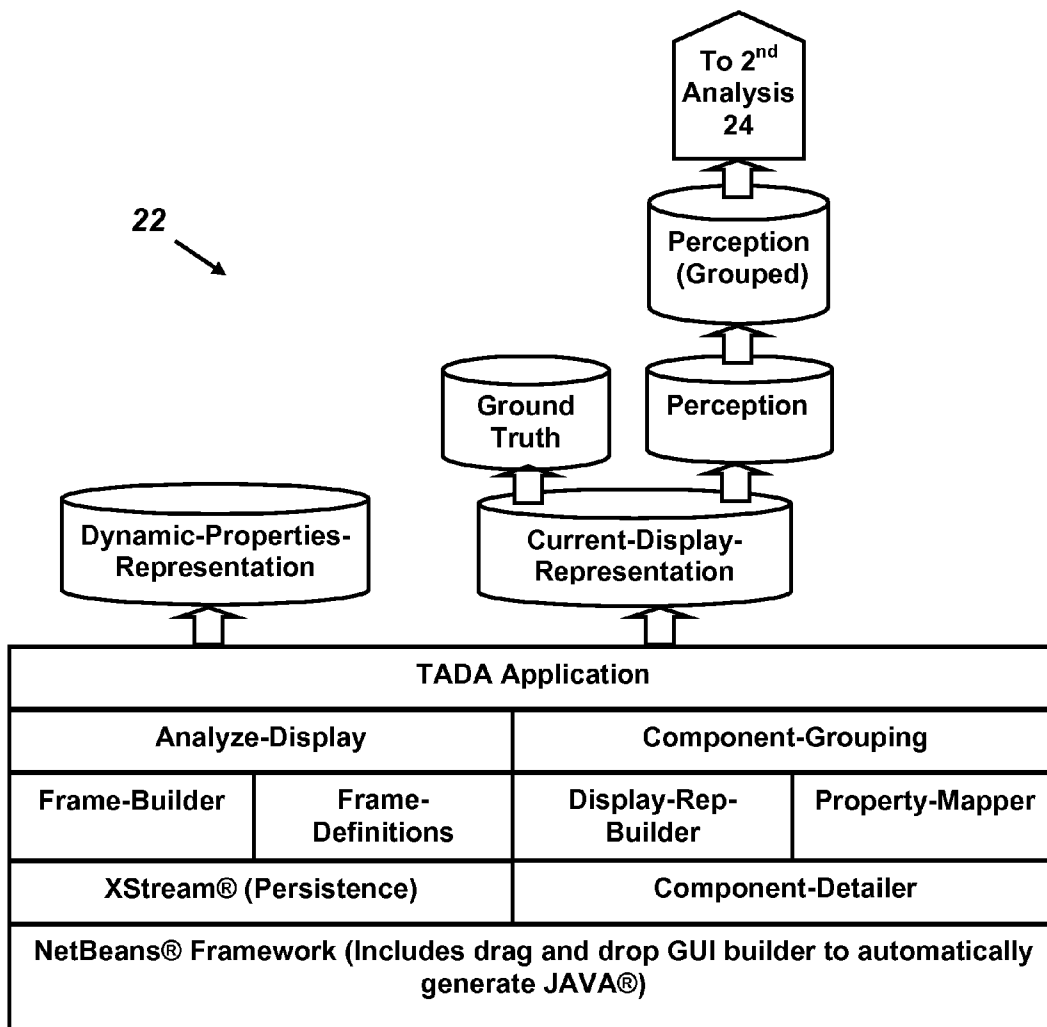 To 2nd
Analysis
24
22
Perception
(Grouped)
Ground
Truth
Perception
Dynamic-Properties-
Representation
Current-Display-
Representation
TADA Application
Analyze-Display
Component-Grouping
Frame-Builder
Frame-
Definitions
Display-Rep-
Builder
Property-Mapper
XStream® (Persistence)
Component-Detailer
NetBeans® Framework (Includes drag and drop GUI builder to automatically
generate JAVA®)